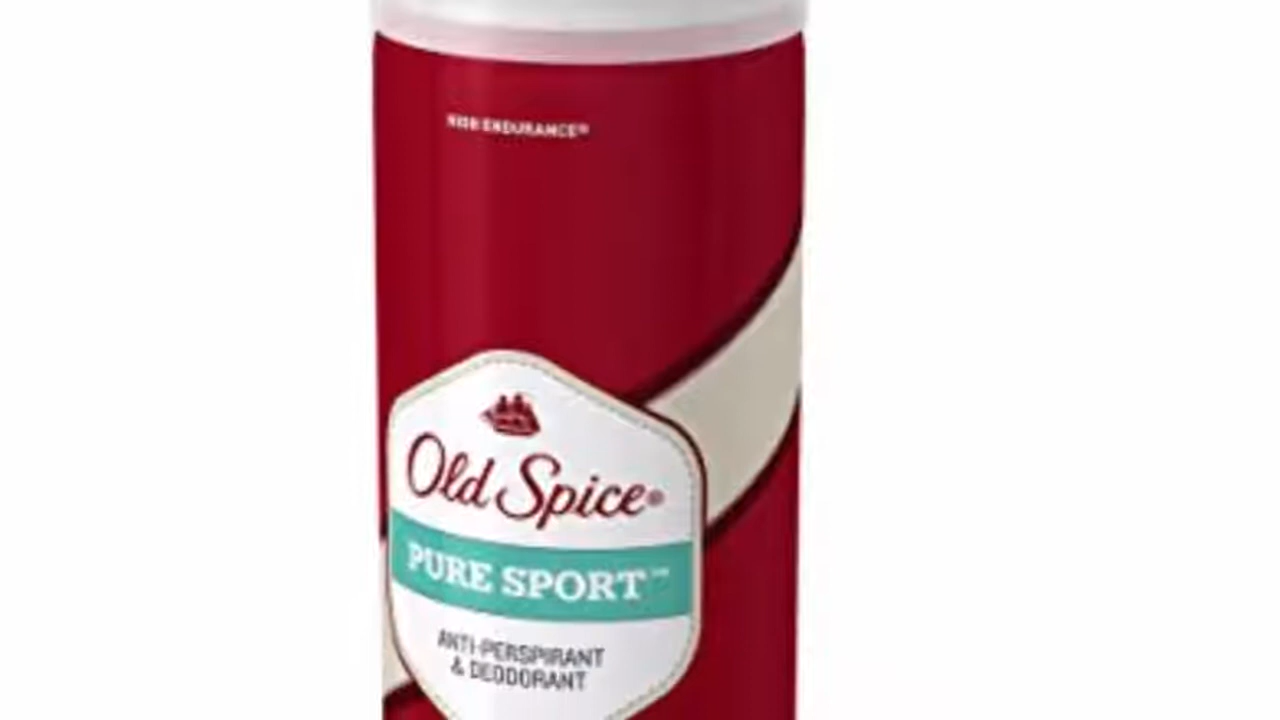 HIGH ENDURANCE®
Old Spice®
PURE SPORT™
ANTI-PERSPIRANT
& DEODORANT